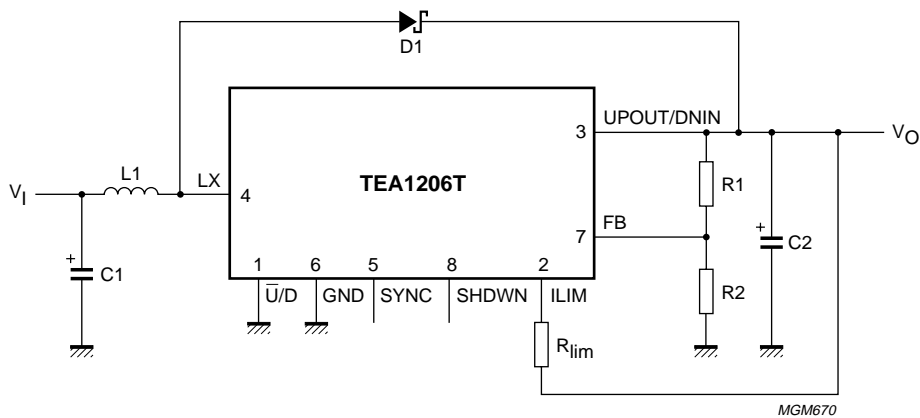 D1
UPOUT/DNIN
3
V_O
L1
LX
V_I
4
TEA1206T
R1
FB
7
C1
C2
1
6
5
8
2
U̅/D
GND
SYNC
SHDWN
ILIM
R2
R_lim
MGM670
+
+